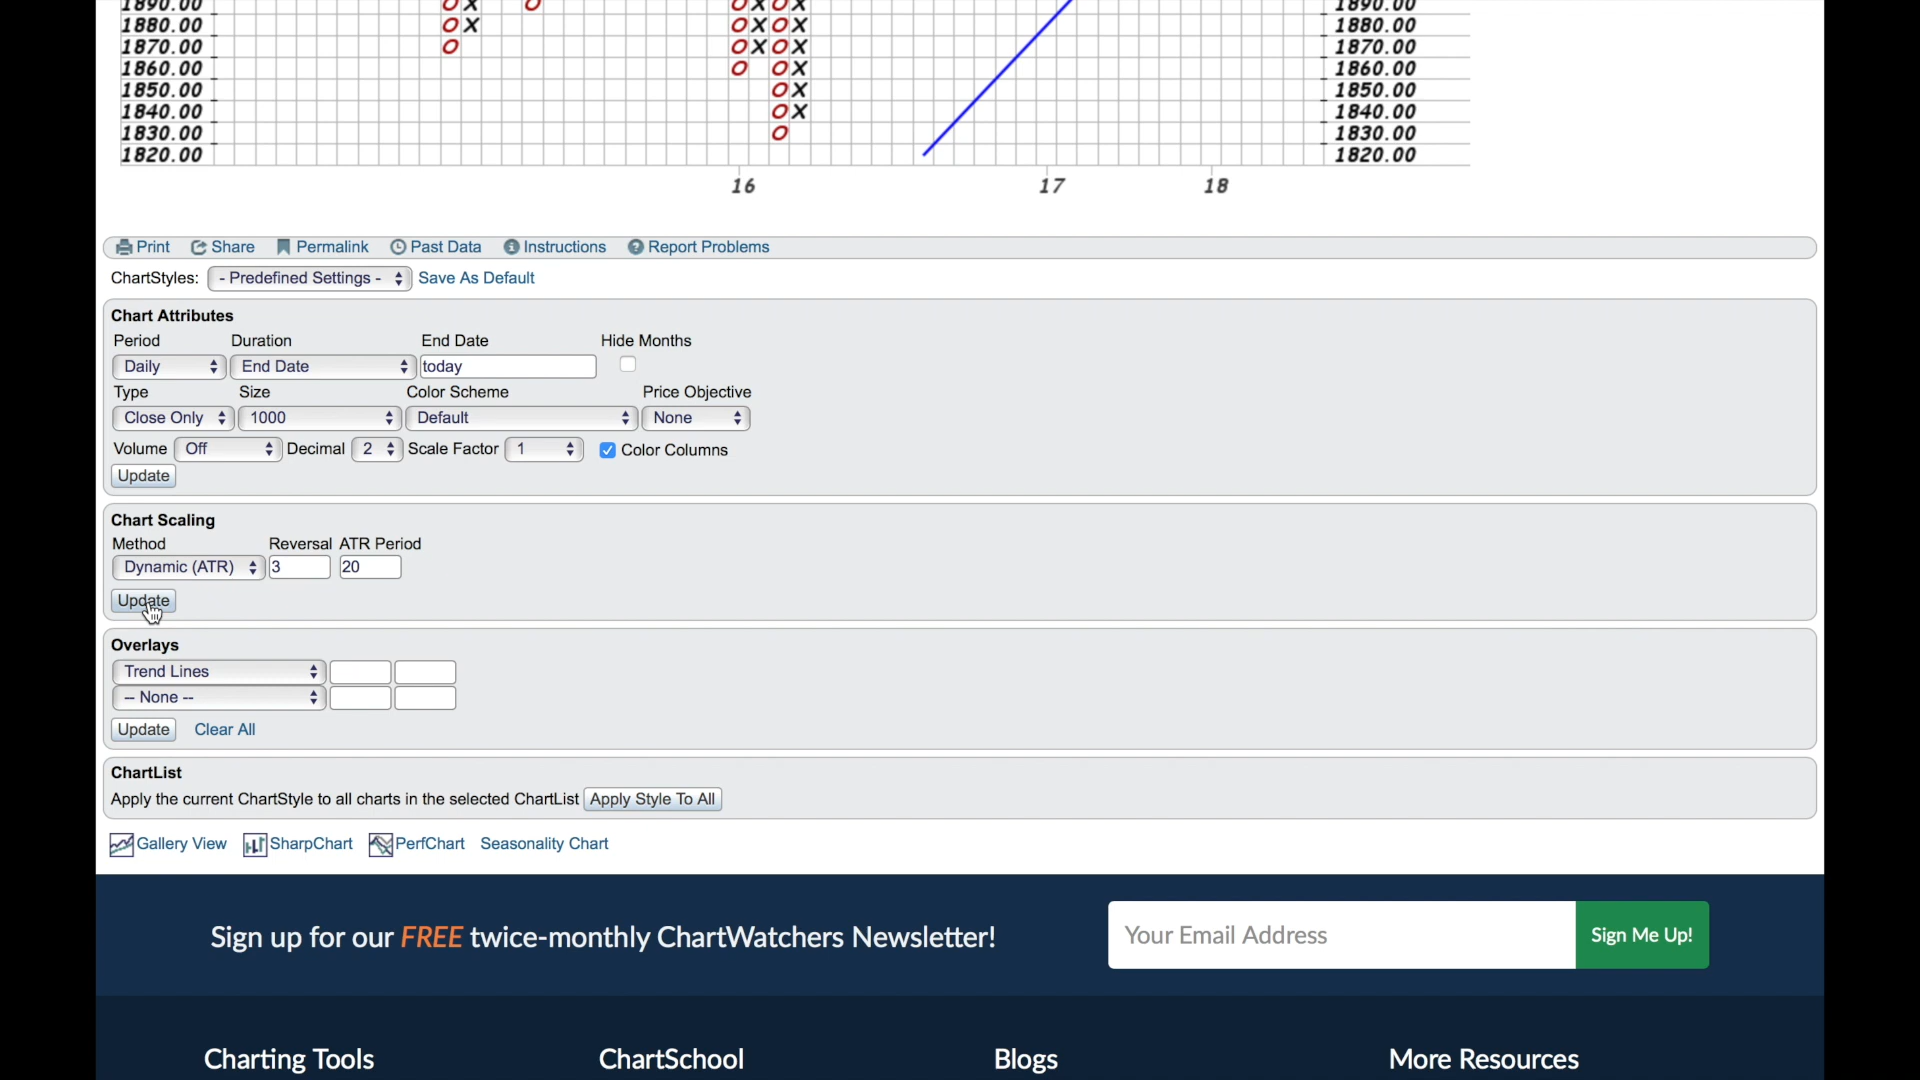 1890.00 O X O O X O X 1890.00
1880.00 O X O X O X 1880.00
1870.00 O O X O X 1870.00
1860.00 O O X 1860.00
1850.00 O X 1850.00
1840.00 O X 1840.00
1830.00 O 1830.00
1820.00 1820.00
16 17 18
Print Share Permalink Past Data Instructions Report Problems
ChartStyles: - Predefined Settings - Save As Default
Chart Attributes
Period Duration End Date Hide Months
Daily End Date today
Type Size Color Scheme Price Objective
Close Only 1000 Default None
Volume Off Decimal 2 Scale Factor 1 Color Columns
Update
Chart Scaling
Method Reversal ATR Period
Dynamic (ATR) 3 20
Update
Overlays
Trend Lines
-- None --
Update Clear All
ChartList
Apply the current ChartStyle to all charts in the selected ChartList Apply Style To All
Gallery View SharpChart PerfChart Seasonality Chart
Sign up for our FREE twice-monthly ChartWatchers Newsletter! Your Email Address Sign Me Up!
Charting Tools ChartSchool Blogs More Resources